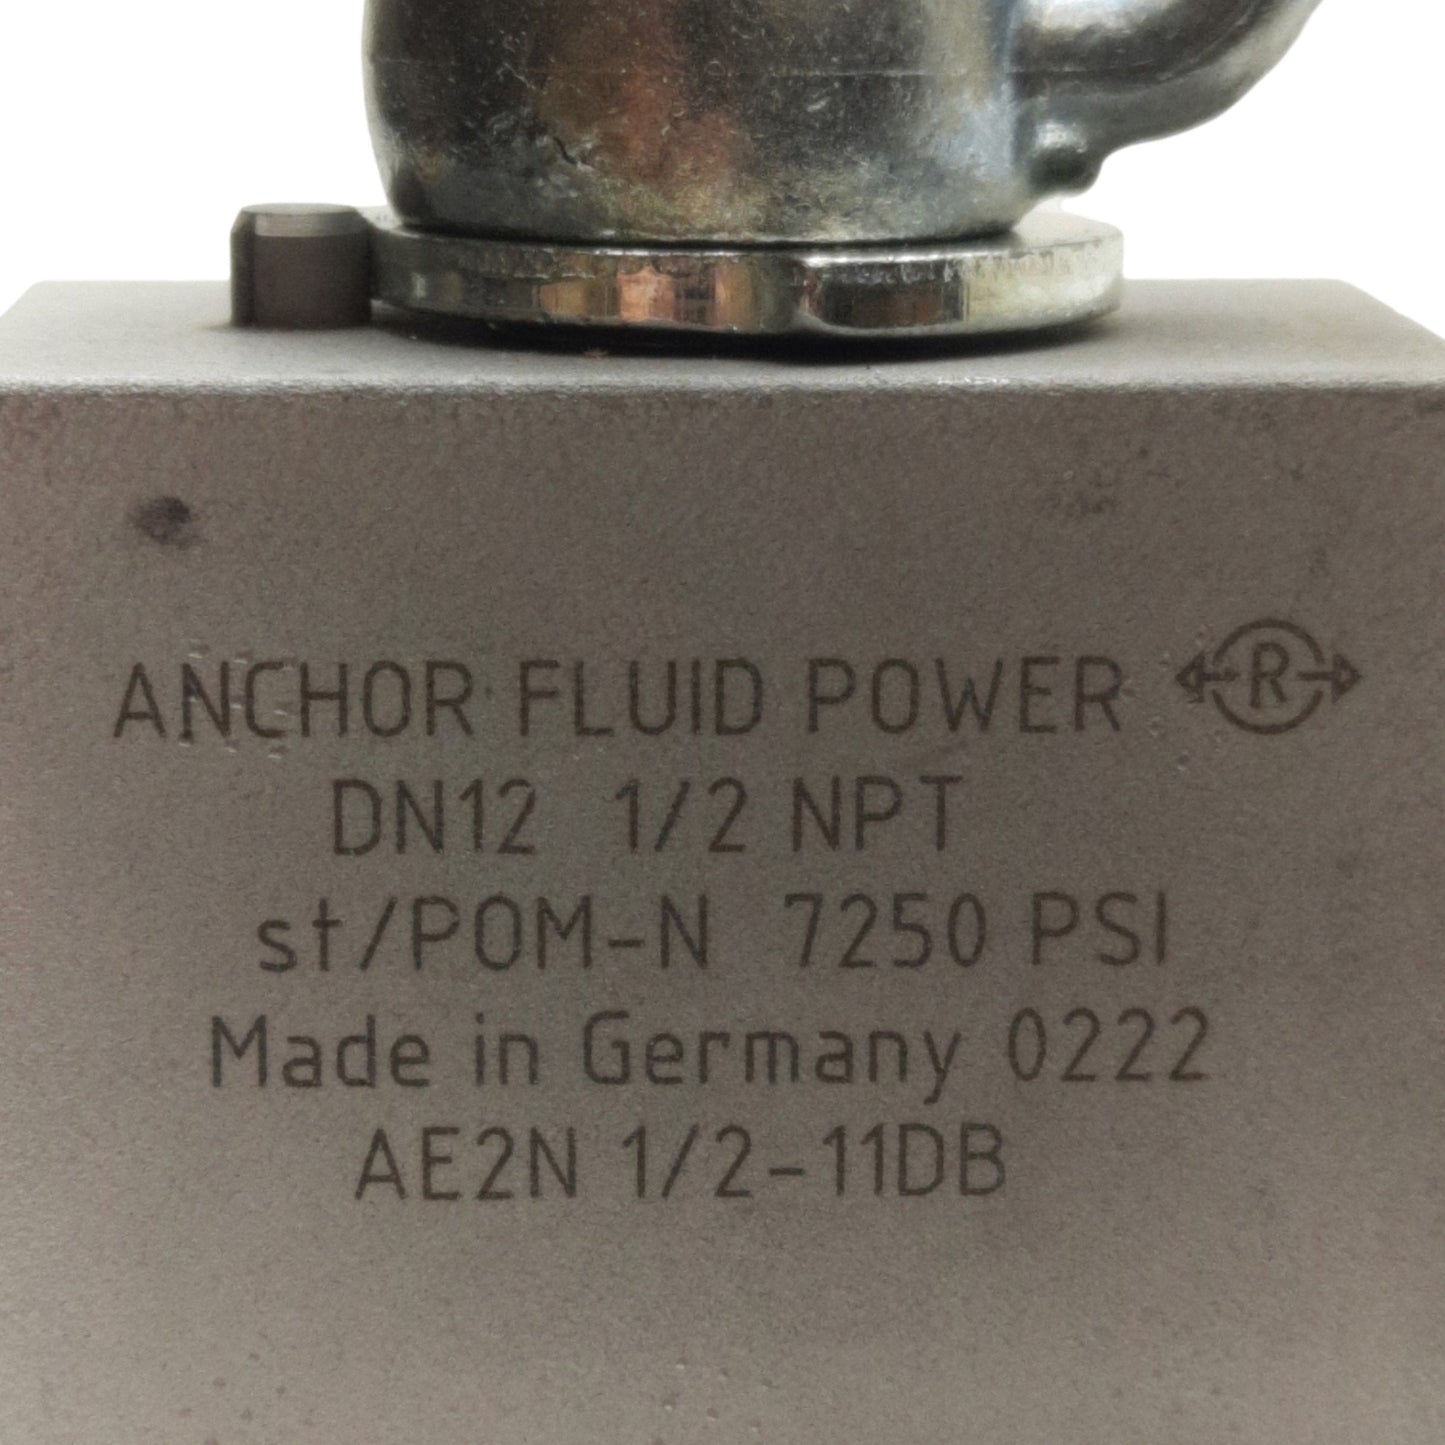 ANCHOR FLUID POWER R
DN12 1/2 NPT
st/POM-N 7250 PSI
Made in Germany 0222
AE2N 1/2-11DB